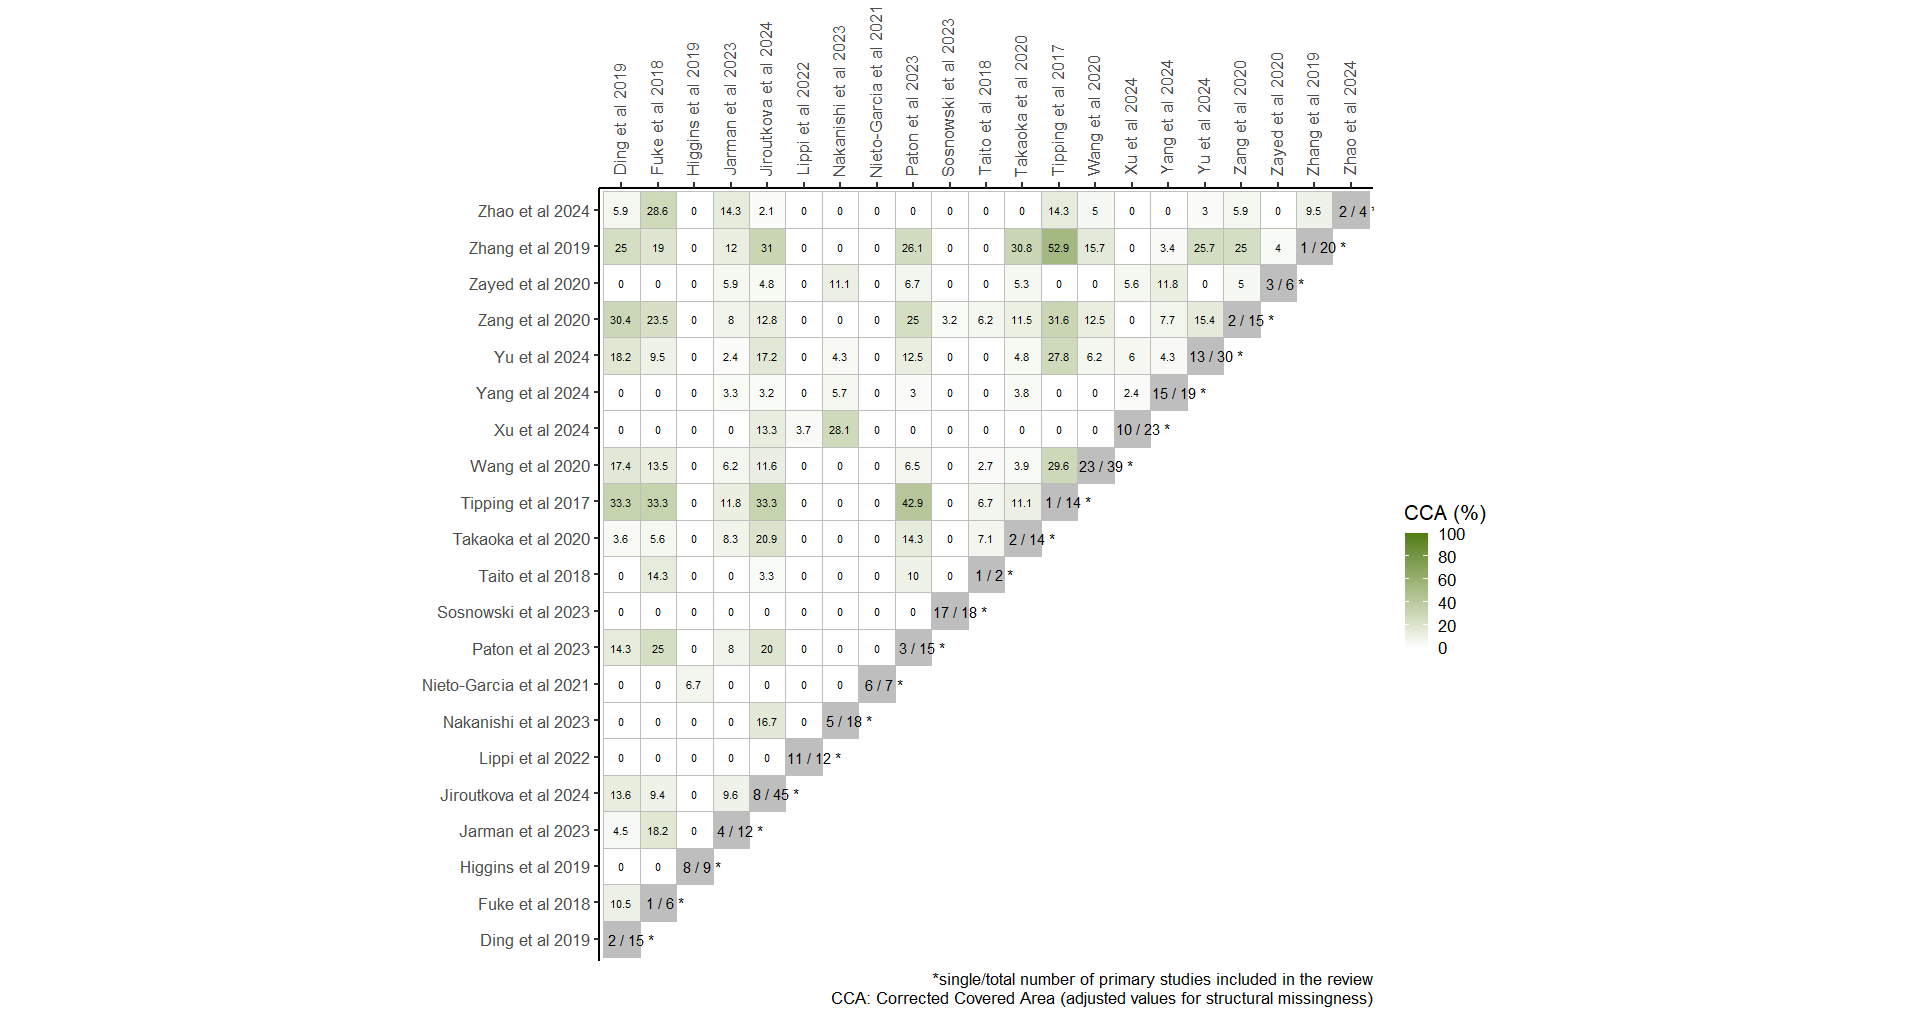 Ding et al 2019
Fuke et al 2018
Higgins et al 2019
Jarman et al 2023
Jiroutkova et al 2024
Lippi et al 2022
Nakanishi et al 2023
Nieto-Garcia et al 2021
Paton et al 2023
Sosnowski et al 2023
Taito et al 2018
Takaoka et al 2020
Tipping et al 2017
Wang et al 2020
Xu et al 2024
Yang et al 2024
Yu et al 2024
Zang et al 2020
Zayed et al 2020
Zhang et al 2019
Zhao et al 2024
Zhao et al 2024 5.9 28.6 0 14.3 2.1 0 0 0 0 0 0 0 14.3 5 0 0 3 5.9 0 9.5 2 / 4 *
Zhang et al 2019 25 19 0 12 31 0 0 0 26.1 0 0 30.8 52.9 15.7 0 3.4 25.7 25 4 1 / 20 *
Zayed et al 2020 0 0 0 5.9 4.8 0 11.1 0 6.7 0 0 5.3 0 0 5.6 11.8 0 5 3 / 6 *
Zang et al 2020 30.4 23.5 0 8 12.8 0 0 0 25 3.2 6.2 11.5 31.6 12.5 0 7.7 15.4 2 / 15 *
Yu et al 2024 18.2 9.5 0 2.4 17.2 0 4.3 0 12.5 0 0 4.8 27.8 6.2 6 4.3 13 / 30 *
Yang et al 2024 0 0 0 3.3 3.2 0 5.7 0 3 0 0 3.8 0 0 2.4 15 / 19 *
Xu et al 2024 0 0 0 0 13.3 3.7 28.1 0 0 0 0 0 0 0 10 / 23 *
Wang et al 2020 17.4 13.5 0 6.2 11.6 0 0 0 6.5 0 2.7 3.9 29.6 23 / 39 *
Tipping et al 2017 33.3 33.3 0 11.8 33.3 0 0 0 42.9 0 6.7 11.1 1 / 14 *
Takaoka et al 2020 3.6 5.6 0 8.3 20.9 0 0 0 14.3 0 7.1 2 / 14 *
Taito et al 2018 0 14.3 0 0 3.3 0 0 0 10 0 1 / 2 *
Sosnowski et al 2023 0 0 0 0 0 0 0 0 0 17 / 18 *
Paton et al 2023 14.3 25 0 8 20 0 0 0 3 / 15 *
Nieto-Garcia et al 2021 0 0 6.7 0 0 0 0 6 / 7 *
Nakanishi et al 2023 0 0 0 0 16.7 0 5 / 18 *
Lippi et al 2022 0 0 0 0 0 11 / 12 *
Jiroutkova et al 2024 13.6 9.4 0 9.6 8 / 45 *
Jarman et al 2023 4.5 18.2 0 4 / 12 *
Higgins et al 2019 0 0 8 / 9 *
Fuke et al 2018 10.5 1 / 6 *
Ding et al 2019 2 / 15 *
CCA (%)
100
80
60
40
20
0
*single/total number of primary studies included in the review
CCA: Corrected Covered Area (adjusted values for structural missingness)